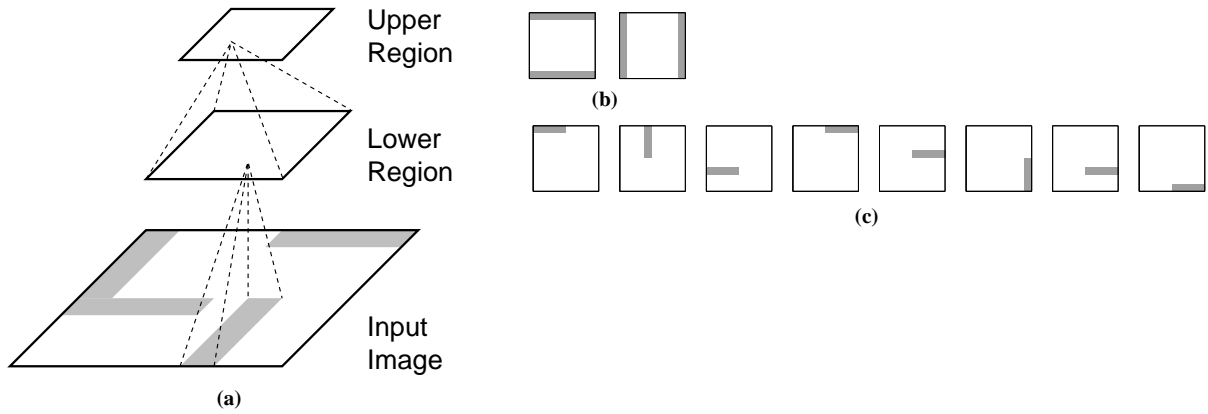 Upper
Region
Lower
Region
Input
Image
(a)
(b)
(c)